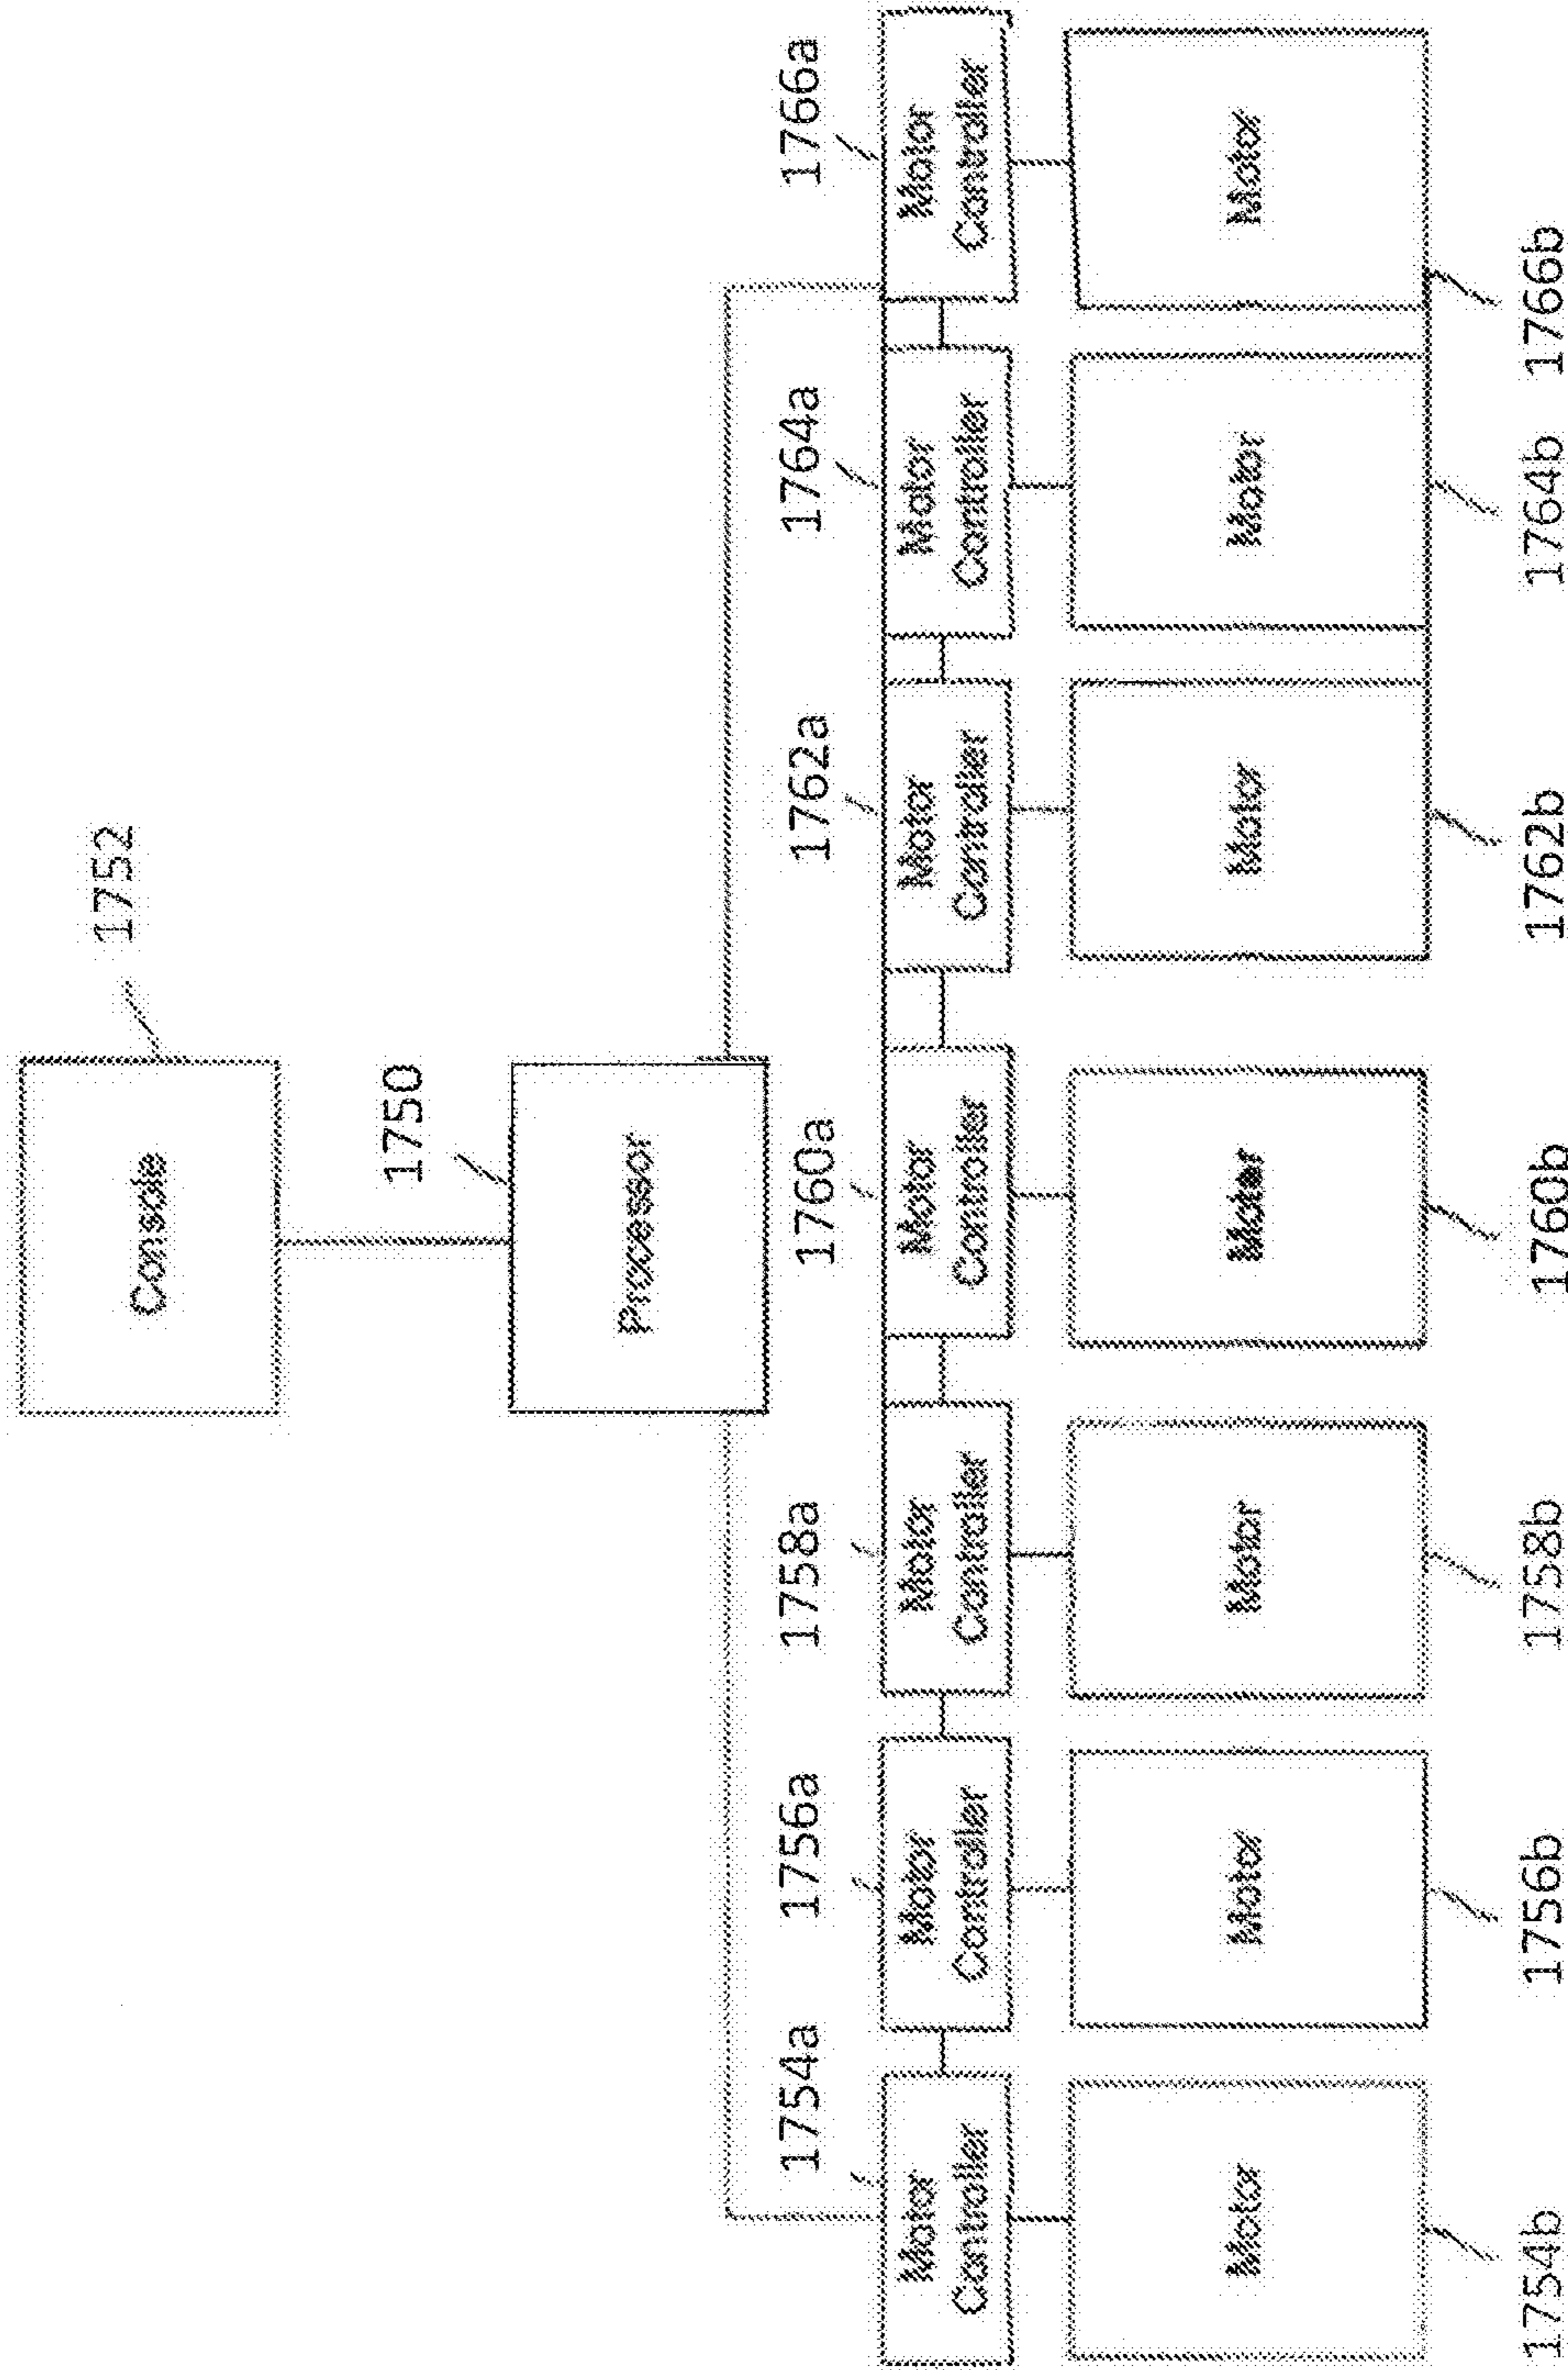 Console
1752
1750
Processor
1754a
1756a
1758a
1760a
1762a
1764a
1766a
Motor
Controller
Motor
Controller
Motor
Controller
Motor
Controller
Motor
Controller
Motor
Controller
Motor
Controller
Motor
Motor
Motor
Motor
Motor
Motor
Motor
1754b
1756b
1758b
1760b
1762b
1764b
1766b